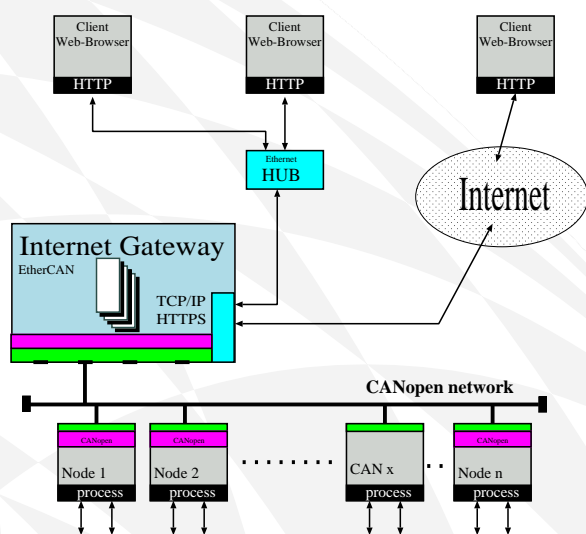 Client
Web-Browser
HTTP
Client
Web-Browser
HTTP
Client
Web-Browser
HTTP
Ethernet
HUB
Internet
Internet Gateway
EtherCAN
TCP/IP
HTTPS
CANopen network
CANopen
Node 1
process
CANopen
Node 2
process
CAN x
process
CANopen
Node n
process